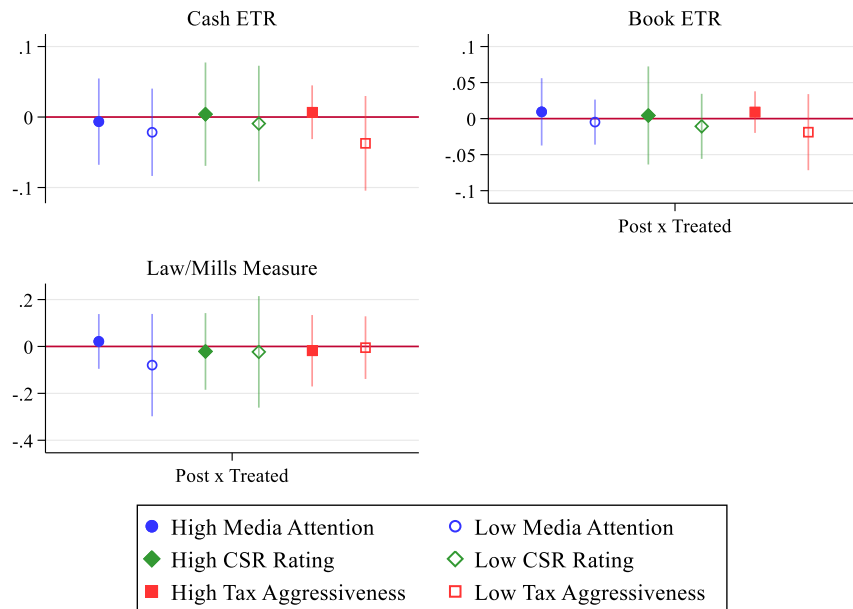 Cash ETR
.1
0
-.1
Book ETR
.1
.05
0
-.05
-.1
Post x Treated
Law/Mills Measure
.2
0
-.2
-.4
Post x Treated
High Media Attention
Low Media Attention
High CSR Rating
Low CSR Rating
High Tax Aggressiveness
Low Tax Aggressiveness